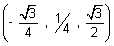 (-√3/4, 1/4, √3/2)